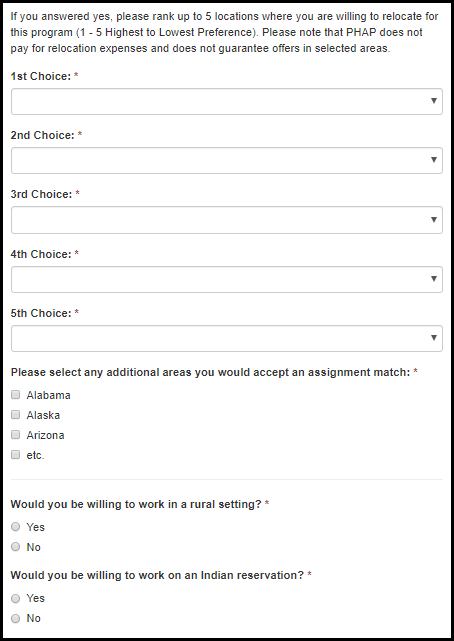 If you answered yes, please rank up to 5 locations where you are willing to relocate for
this program (1 - 5 Highest to Lowest Preference). Please note that PHAP does not
pay for relocation expenses and does not guarantee offers in selected areas.
1st Choice: *
2nd Choice: *
3rd Choice: *
4th Choice: *
5th Choice: *
Please select any additional areas you would accept an assignment match: *
Alabama
Alaska
Arizona
etc.
Would you be willing to work in a rural setting? *
Yes
No
Would you be willing to work on an Indian reservation? *
Yes
No